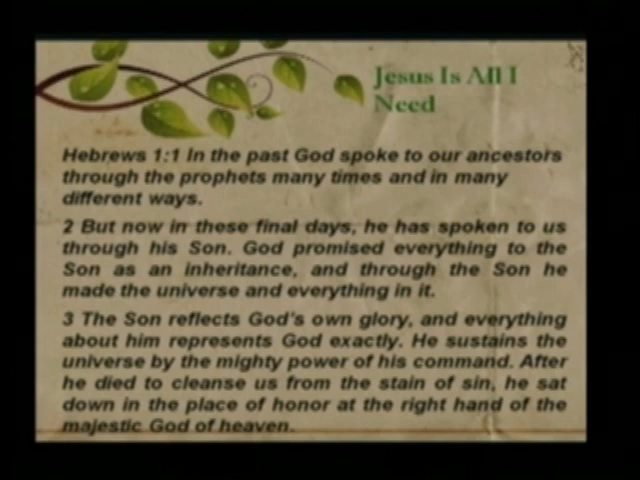 Jesus Is All I
Need
Hebrews 1:1 In the past God spoke to our ancestors
through the prophets many times and in many
different ways.
2 But now in these final days, he has spoken to us
through his Son. God promised everything to the
Son as an inheritance, and through the Son he
made the universe and everything in it.
3 The Son reflects God's own glory, and everything
about him represents God exactly. He sustains the
universe by the mighty power of his command. After
he died to cleanse us from the stain of sin, he sat
down in the place of honor at the right hand of the
majestic God of heaven.